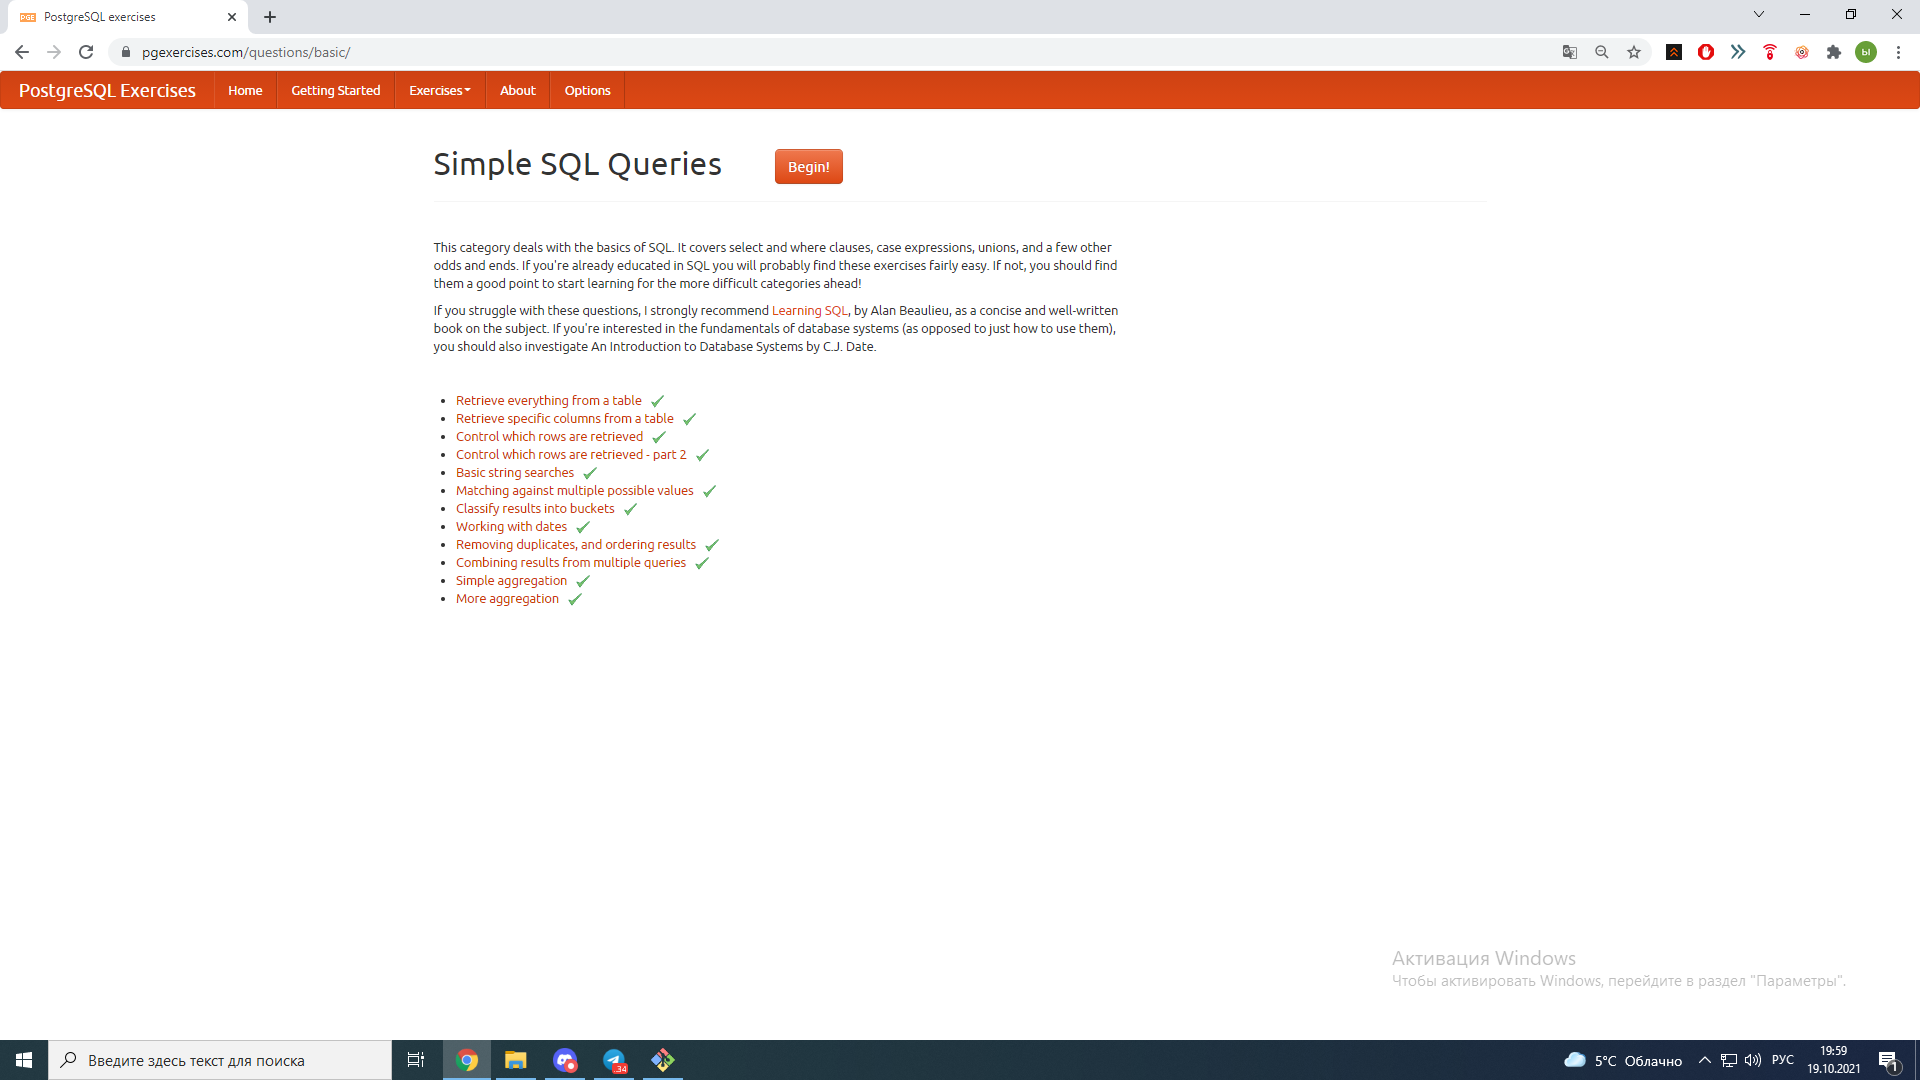 PostgreSQL exercises
pgexercises.com/questions/basic/
ы
PostgreSQL Exercises
Home
Getting Started
Exercises
About
Options
Simple SQL Queries
Begin!
This category deals with the basics of SQL. It covers select and where clauses, case expressions, unions, and a few other
odds and ends. If you're already educated in SQL you will probably find these exercises fairly easy. If not, you should find
them a good point to start learning for the more difficult categories ahead!
If you struggle with these questions, I strongly recommend Learning SQL, by Alan Beaulieu, as a concise and well-written
book on the subject. If you're interested in the fundamentals of database systems (as opposed to just how to use them),
you should also investigate An Introduction to Database Systems by C.J. Date.
Retrieve everything from a table
Retrieve specific columns from a table
Control which rows are retrieved
Control which rows are retrieved - part 2
Basic string searches
Matching against multiple possible values
Classify results into buckets
Working with dates
Removing duplicates, and ordering results
Combining results from multiple queries
Simple aggregation
More aggregation
Активация Windows
Чтобы активировать Windows, перейдите в раздел "Параметры".
Введите здесь текст для поиска
34
5°C Облачно
РУС
19:59
19.10.2021
1